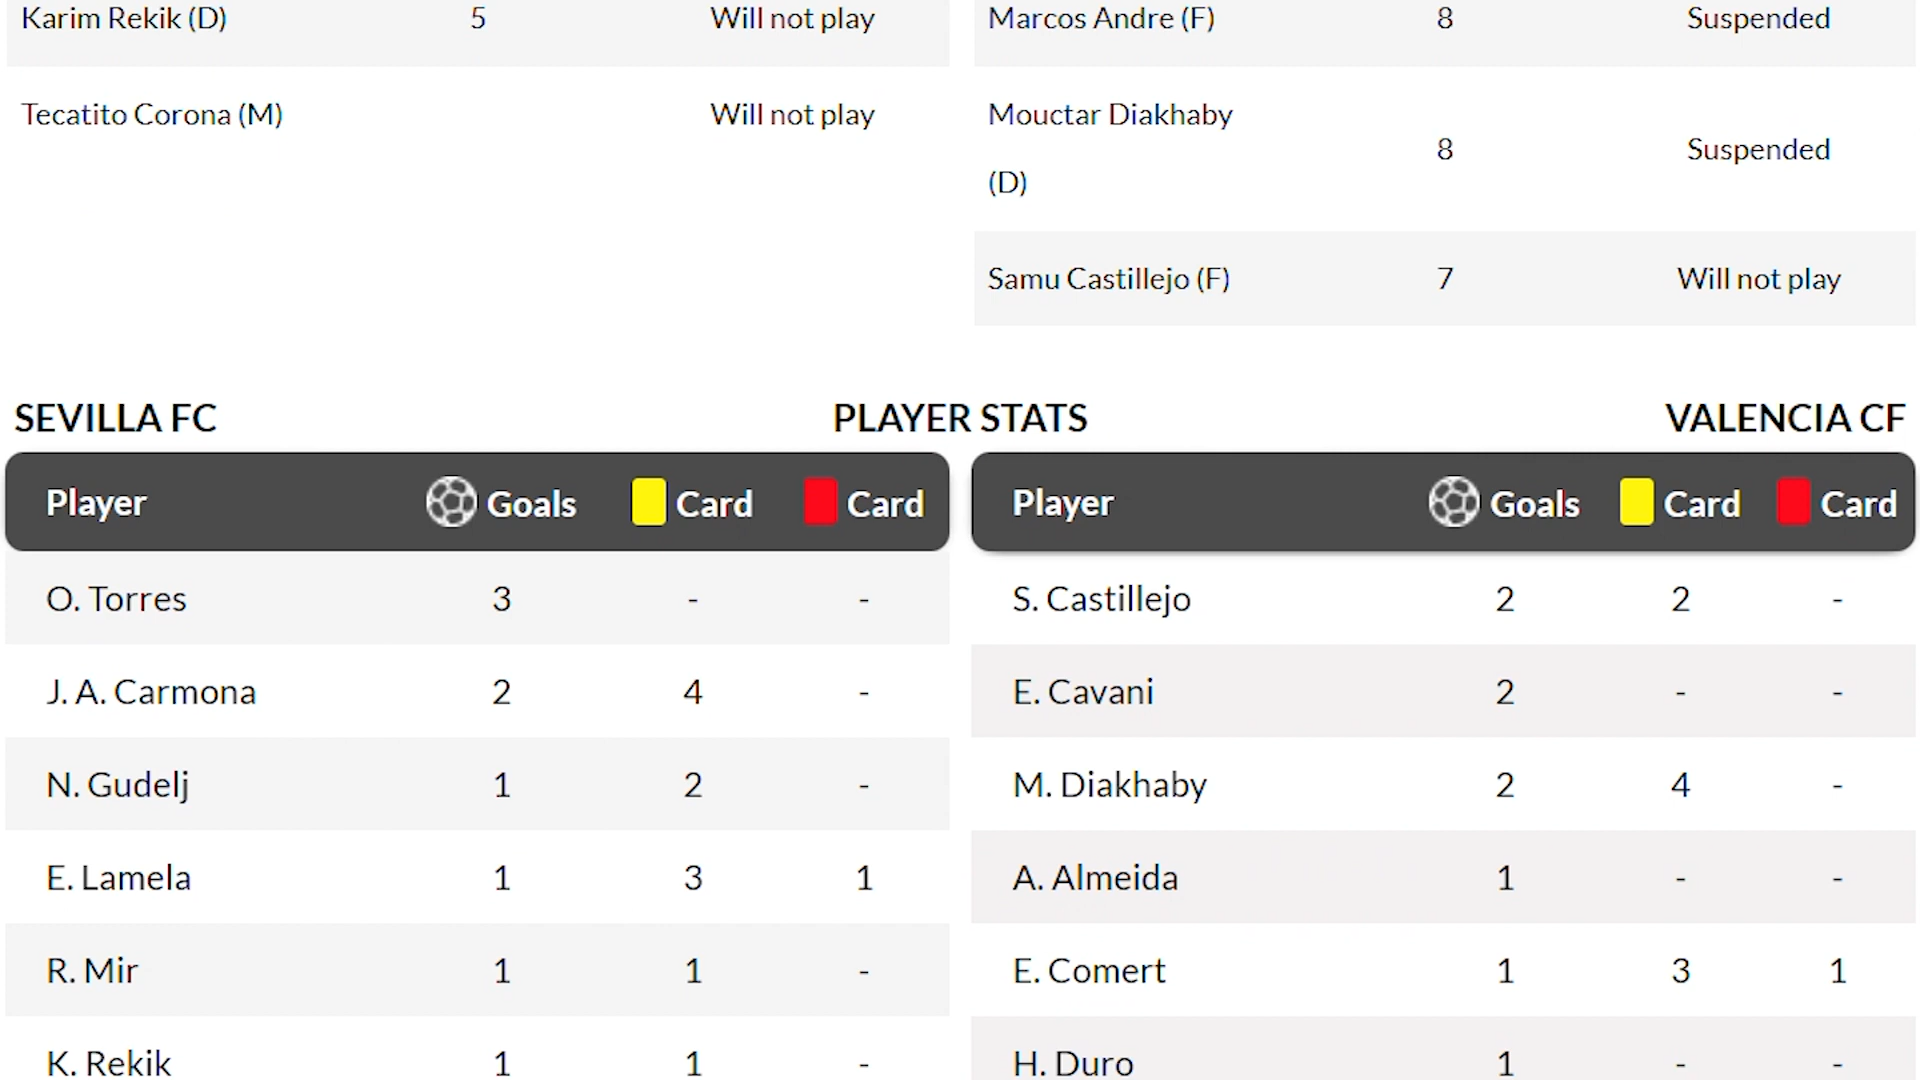 Karim Rekik (D) 5 Will not play
Marcos Andre (F) 8 Suspended
Tecatito Corona (M) Will not play
Mouctar Diakhaby
(D) 8 Suspended
Samu Castillejo (F) 7 Will not play
SEVILLA FC PLAYER STATS VALENCIA CF
Player Goals Card Card
O. Torres 3 - -
J. A. Carmona 2 4 -
N. Gudelj 1 2 -
E. Lamela 1 3 1
R. Mir 1 1 -
K. Rekik 1 1 -
Player Goals Card Card
S. Castillejo 2 2 -
E. Cavani 2 - -
M. Diakhaby 2 4 -
A. Almeida 1 - -
E. Comert 1 3 1
H. Duro 1 - -